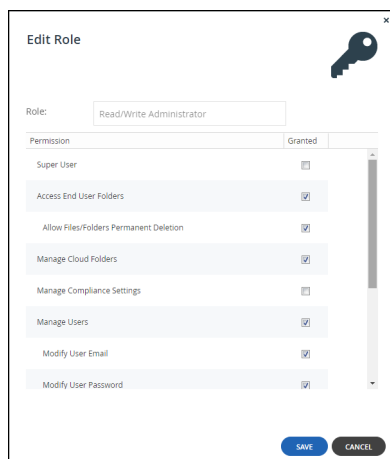 Edit Role
Role: Read/Write Administrator
Permission Granted
Super User
Access End User Folders
Allow Files/Folders Permanent Deletion
Manage Cloud Folders
Manage Compliance Settings
Manage Users
Modify User Email
Modify User Password
SAVE CANCEL